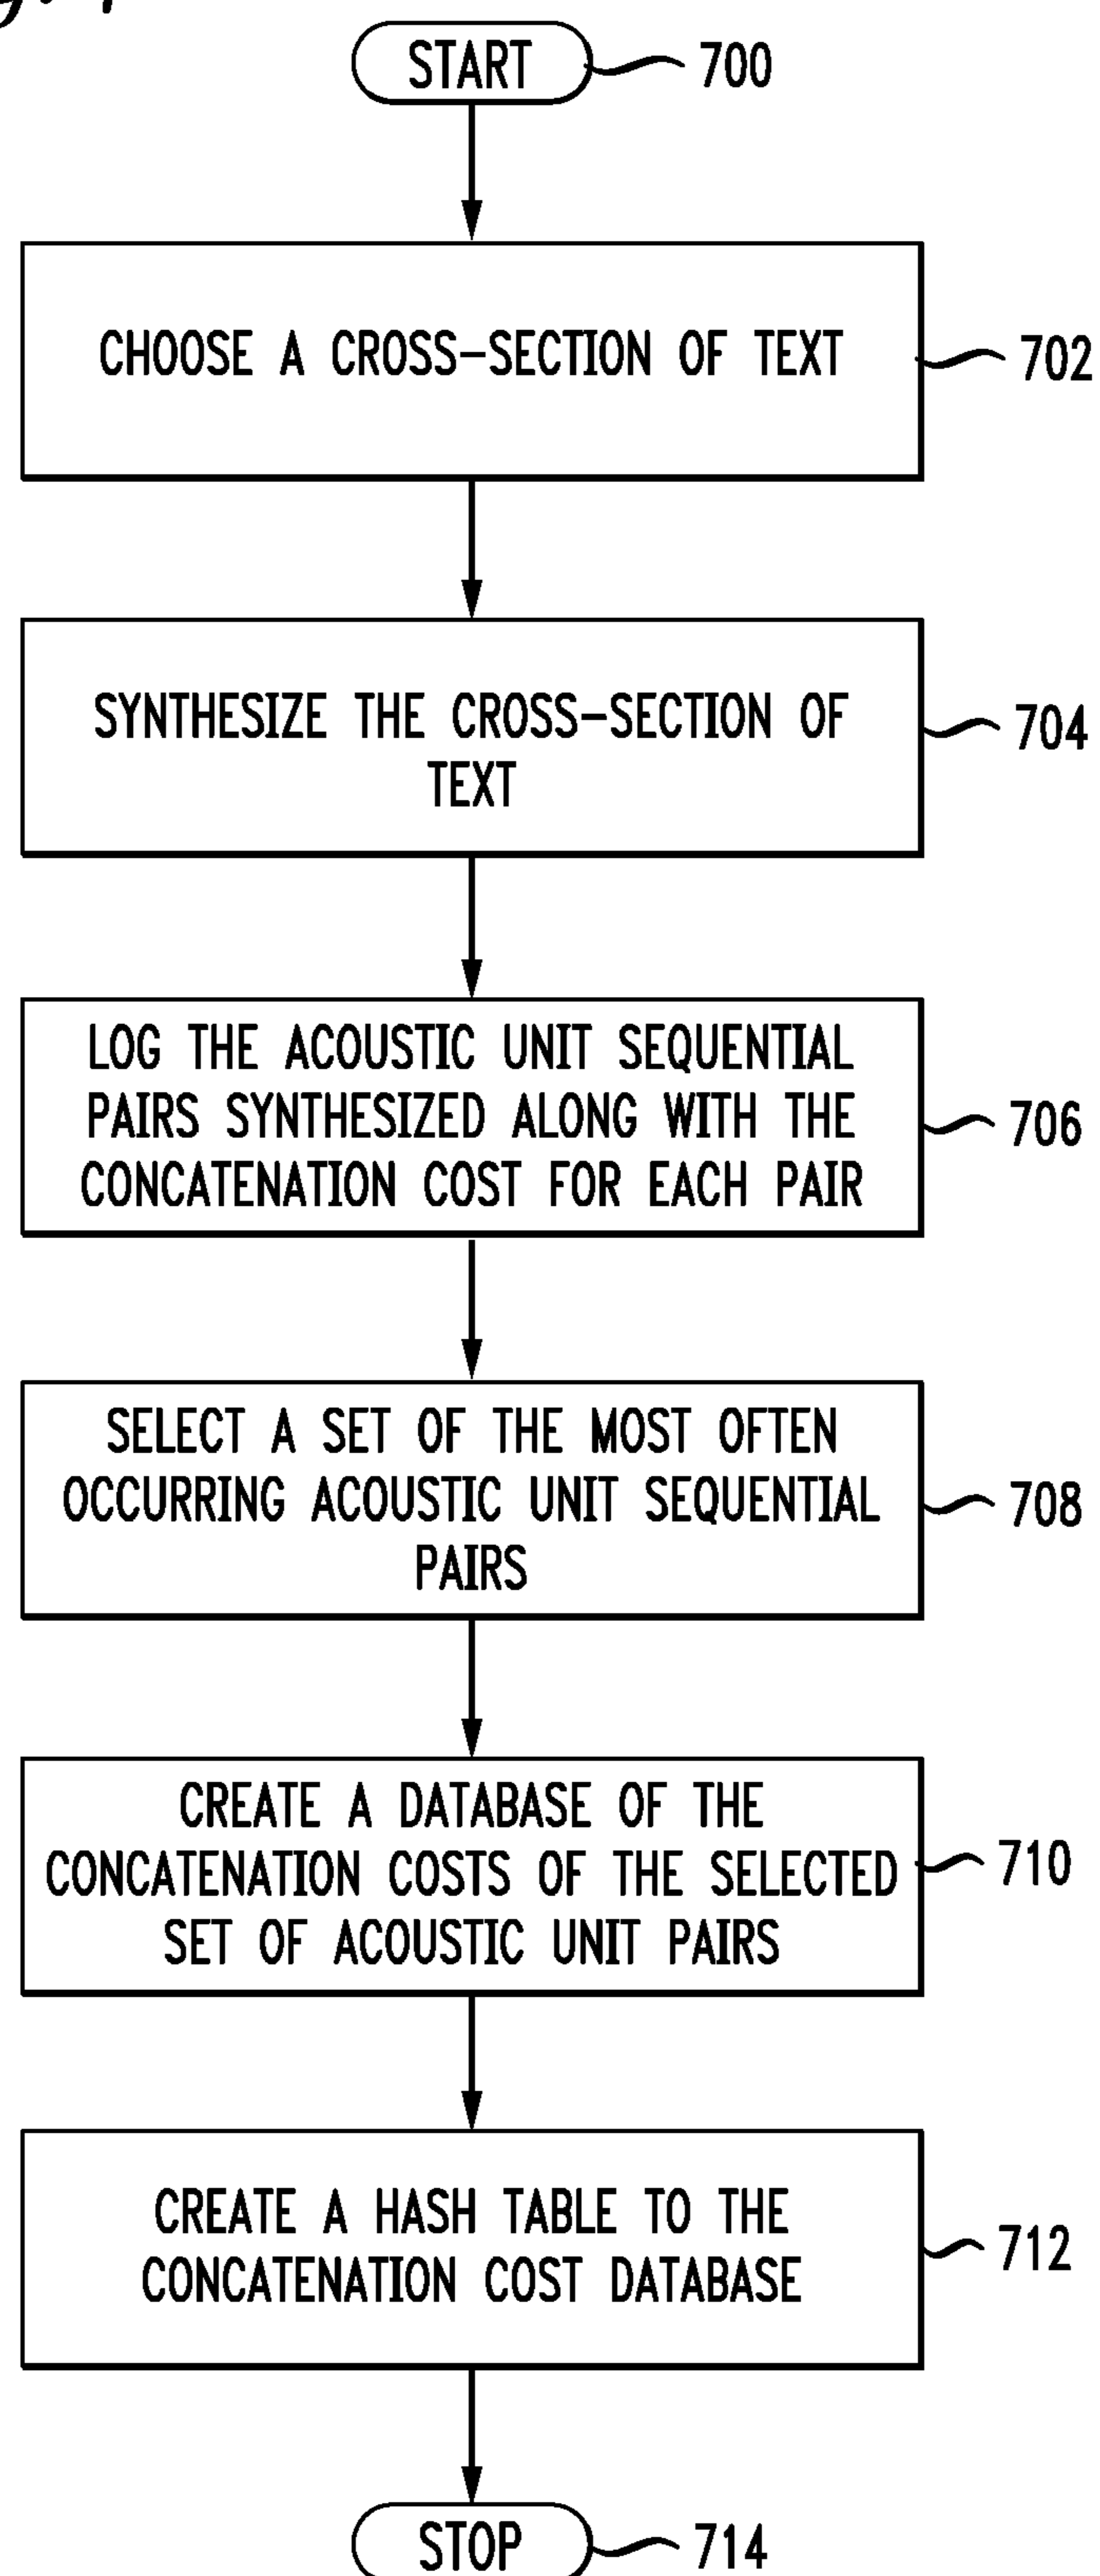 START
700
CHOOSE A CROSS-SECTION OF TEXT
702
SYNTHESIZE THE CROSS-SECTION OF
TEXT
704
LOG THE ACOUSTIC UNIT SEQUENTIAL
PAIRS SYNTHESIZED ALONG WITH THE
CONCATENATION COST FOR EACH PAIR
706
SELECT A SET OF THE MOST OFTEN
OCCURRING ACOUSTIC UNIT SEQUENTIAL
PAIRS
708
CREATE A DATABASE OF THE
CONCATENATION COSTS OF THE SELECTED
SET OF ACOUSTIC UNIT PAIRS
710
CREATE A HASH TABLE TO THE
CONCATENATION COST DATABASE
712
STOP
714